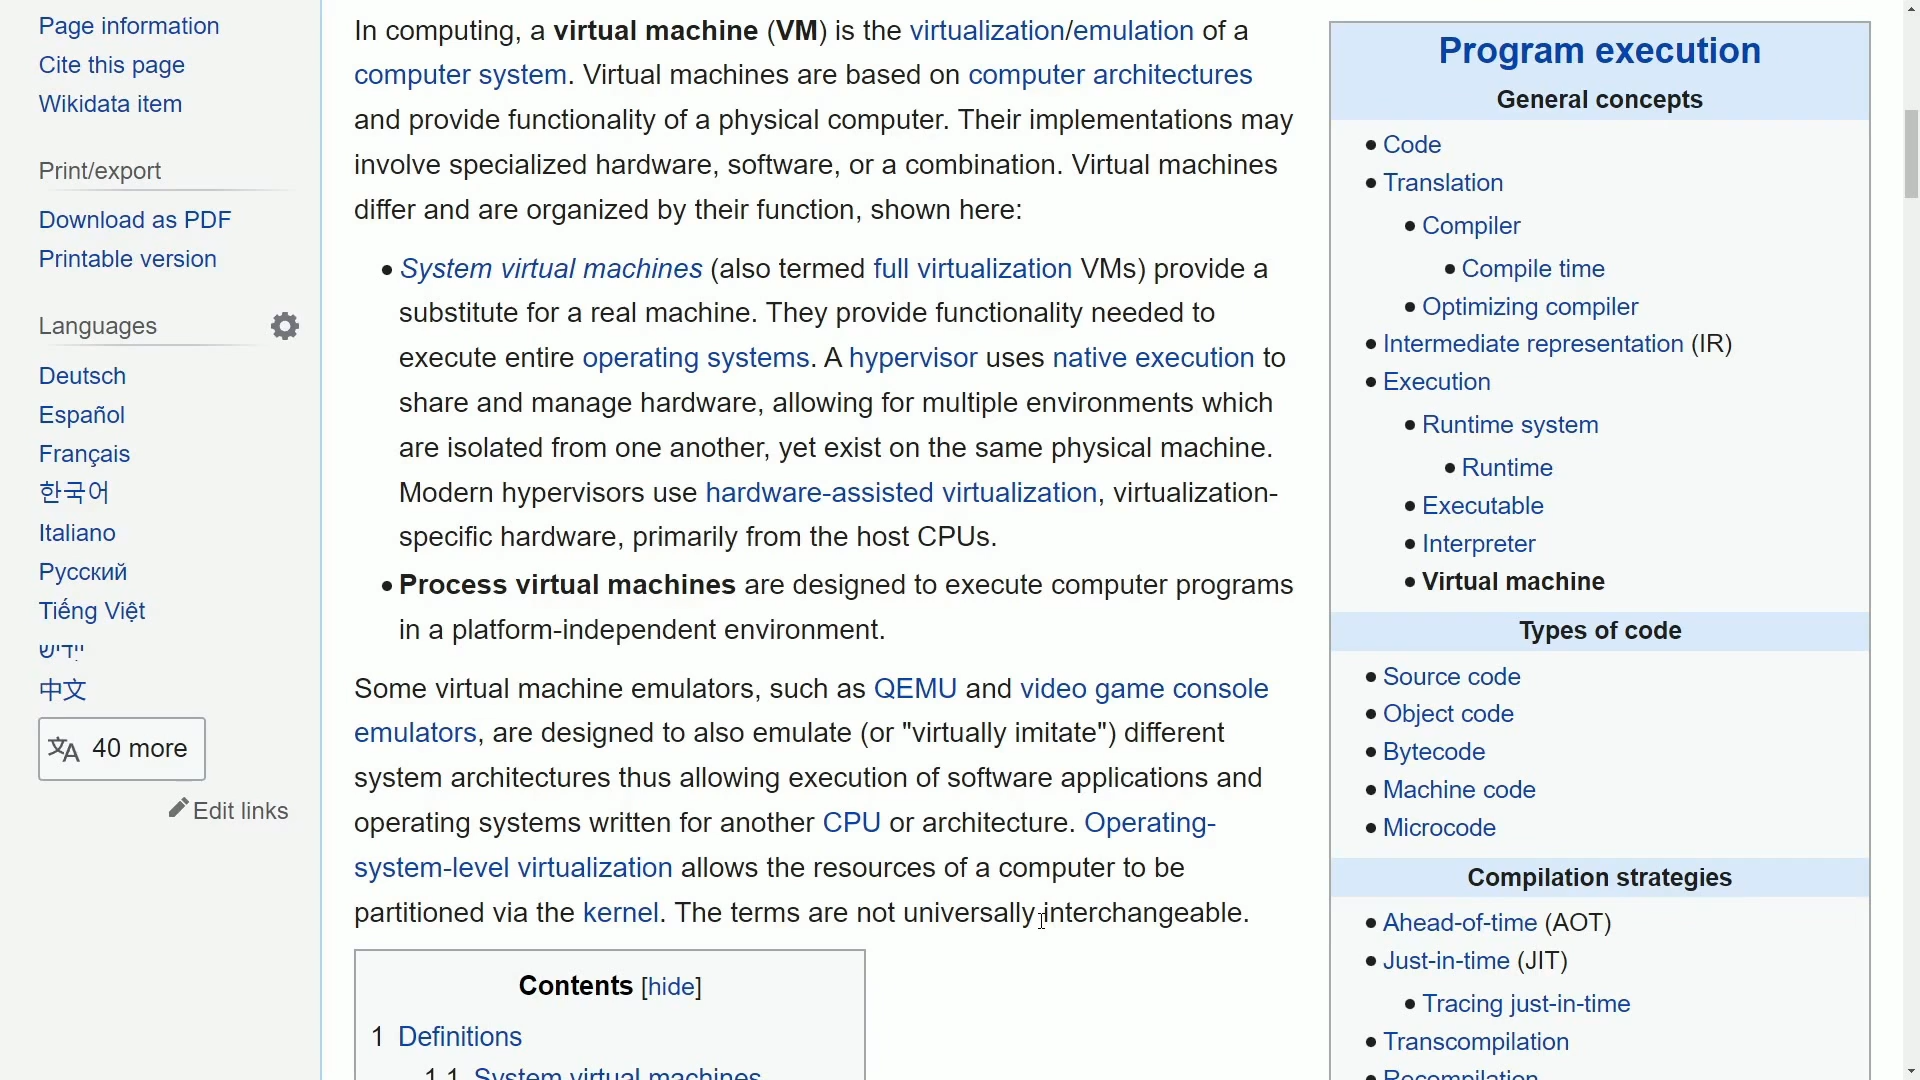 Page information
Cite this page
Wikidata item
Print/export
Download as PDF
Printable version
Languages
Deutsch
Español
Français
한국어
Italiano
Русский
Tiếng Việt
ייִדיש
中文
文A 40 more
Edit links
In computing, a virtual machine (VM) is the virtualization/emulation of a
computer system. Virtual machines are based on computer architectures
and provide functionality of a physical computer. Their implementations may
involve specialized hardware, software, or a combination. Virtual machines
differ and are organized by their function, shown here:
• System virtual machines (also termed full virtualization VMs) provide a
substitute for a real machine. They provide functionality needed to
execute entire operating systems. A hypervisor uses native execution to
share and manage hardware, allowing for multiple environments which
are isolated from one another, yet exist on the same physical machine.
Modern hypervisors use hardware-assisted virtualization, virtualization-
specific hardware, primarily from the host CPUs.
• Process virtual machines are designed to execute computer programs
in a platform-independent environment.
Some virtual machine emulators, such as QEMU and video game console
emulators, are designed to also emulate (or "virtually imitate") different
system architectures thus allowing execution of software applications and
operating systems written for another CPU or architecture. Operating-
system-level virtualization allows the resources of a computer to be
partitioned via the kernel. The terms are not universally interchangeable.
Contents [hide]
1 Definitions
1.1 System virtual machines
Program execution
General concepts
• Code
• Translation
• Compiler
• Compile time
• Optimizing compiler
• Intermediate representation (IR)
• Execution
• Runtime system
• Runtime
• Executable
• Interpreter
• Virtual machine
Types of code
• Source code
• Object code
• Bytecode
• Machine code
• Microcode
Compilation strategies
• Ahead-of-time (AOT)
• Just-in-time (JIT)
• Tracing just-in-time
• Transcompilation
• Recompilation